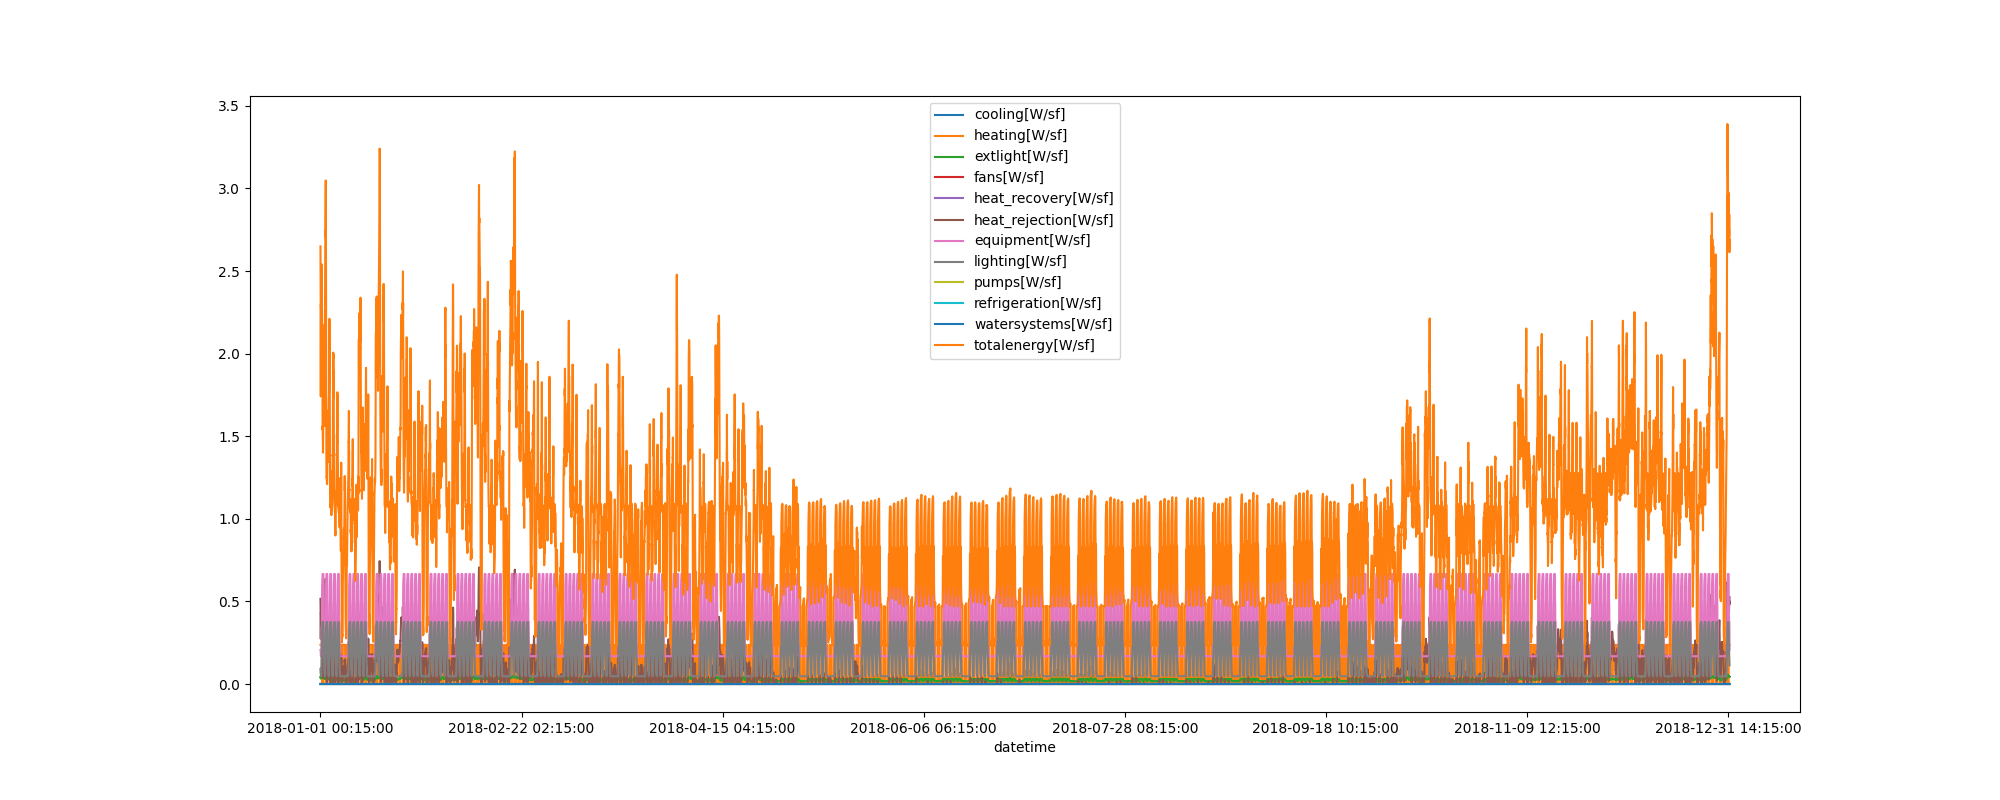 3.5
3.0
2.5
2.0
1.5
1.0
0.5
0.0
cooling[W/sf]
heating[W/sf]
extlight[W/sf]
fans[W/sf]
heat_recovery[W/sf]
heat_rejection[W/sf]
equipment[W/sf]
lighting[W/sf]
pumps[W/sf]
refrigeration[W/sf]
watersystems[W/sf]
totalenergy[W/sf]
2018-01-01 00:15:00 2018-02-22 02:15:00 2018-04-15 04:15:00 2018-06-06 06:15:00 2018-07-28 08:15:00 2018-09-18 10:15:00 2018-11-09 12:15:00 2018-12-31 14:15:00
datetime